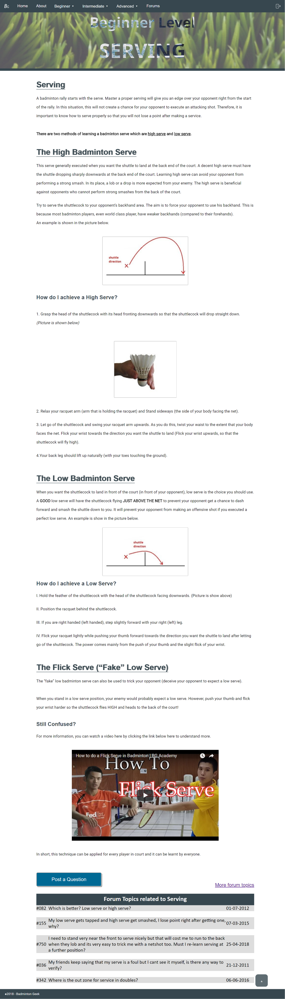 BG Home About Beginner ▾ Intermediate ▾ Advanced ▾ Forums
Beginner Level
SERVING
Serving
A badminton rally starts with the serve. Master a proper serving will give you an edge over your opponent right from the start
of the rally. In this situation, this will not create a chance for your opponent to execute an attacking shot. Therefore, it is
important to know how to serve properly so that you will not lose a point after making a service.
There are two methods of learning a badminton serve which are high serve and low serve.
The High Badminton Serve
This serve generally executed when you want the shuttle to land at the back end of the court. A decent high serve must have
the shuttle dropping sharply downwards at the back end of the court. Learning high serve can avoid your opponent from
performing a strong smash. In its place, a lob or a drop is more expected from your enemy. The high serve is beneficial
against opponents who cannot perform strong smashes from the back of the court.
Try to serve the shuttlecock to your opponent's backhand area. The aim is to force your opponent to use his backhand. This is
because most badminton players, even world class player, have weaker backhands (compared to their forehands).
An example is shown in the picture below.
shuttle
direction
How do I achieve a High Serve?
1. Grasp the head of the shuttlecock with its head fronting downwards so that the shuttlecock will drop straight down.
(Picture is shown below)
2. Relax your racquet arm (arm that is holding the racquet) and Stand sideways (the side of your body facing the net).
3. Let go of the shuttlecock and swing your racquet arm upwards. As you do this, twist your waist to the extent that your body
faces the net. Flick your wrist towards the direction you want the shuttle to land (Flick your wrist upwards, so that the
shuttlecock will fly high).
4.Your back leg should lift up naturally (with your toes touching the ground).
The Low Badminton Serve
When you want the shuttlecock to land in front of the court (in front of your opponent), low serve is the choice you should use.
A GOOD low serve will have the shuttlecock flying JUST ABOVE THE NET to prevent your opponent get a chance to dash
forward and smash the shuttle down to you. It will prevent your opponent from making an offensive shot if you executed a
perfect low serve. An example is show in the picture below.
shuttle
direction
How do I achieve a Low Serve?
I. Hold the feather of the shuttlecock with the head of the shuttlecock facing downwards. (Picture is show above)
II. Position the racquet behind the shuttlecock.
III. If you are right handed (left handed), step slightly forward with your right (left) leg.
IV. Flick your racquet lightly while pushing your thumb forward towards the direction you want the shuttle to land after letting
go of the shuttlecock. The power comes mainly from the push of your thumb and the slight flick of your wrist.
The Flick Serve (“Fake” Low Serve)
The "fake" low badminton serve can also be used to trick your opponent (deceive your opponent to expect a low serve).
When you stand in a low serve position, your enemy would probably expect a low serve. However, push your thumb and flick
your wrist harder so the shuttlecock flies HIGH and heads to the back of the court!
Still Confused?
For more information, you can watch a video here by clicking the link below here to understand more.
How to do a Flick Serve in Badminton | BG Academy
How To
Flick Serve
FedEx
Express
In short, this technique can be applied for every player in court and it can be learnt by everyone.
Post a Question
More forum topics
Forum Topics related to Serving
#082 Which is better? Low serve or high serve? 01-07-2012
#155 My low serve gets tapped and high serve get smashed, I lose point right after getting one, why? 07-03-2015
#750 I need to stand very near the front to serve nicely but that will cost me to run to the back when they lob and its very easy to trick me with a netshot too. Must I re-learn serving at a further position? 25-04-2018
#036 My friends keep saying that my serve is a foul but I cant see it myself, is there any way to verify? 21-12-2011
#342 Where is the out zone for service in doubles? 06-06-2016
♠2018 - Badminton Geek